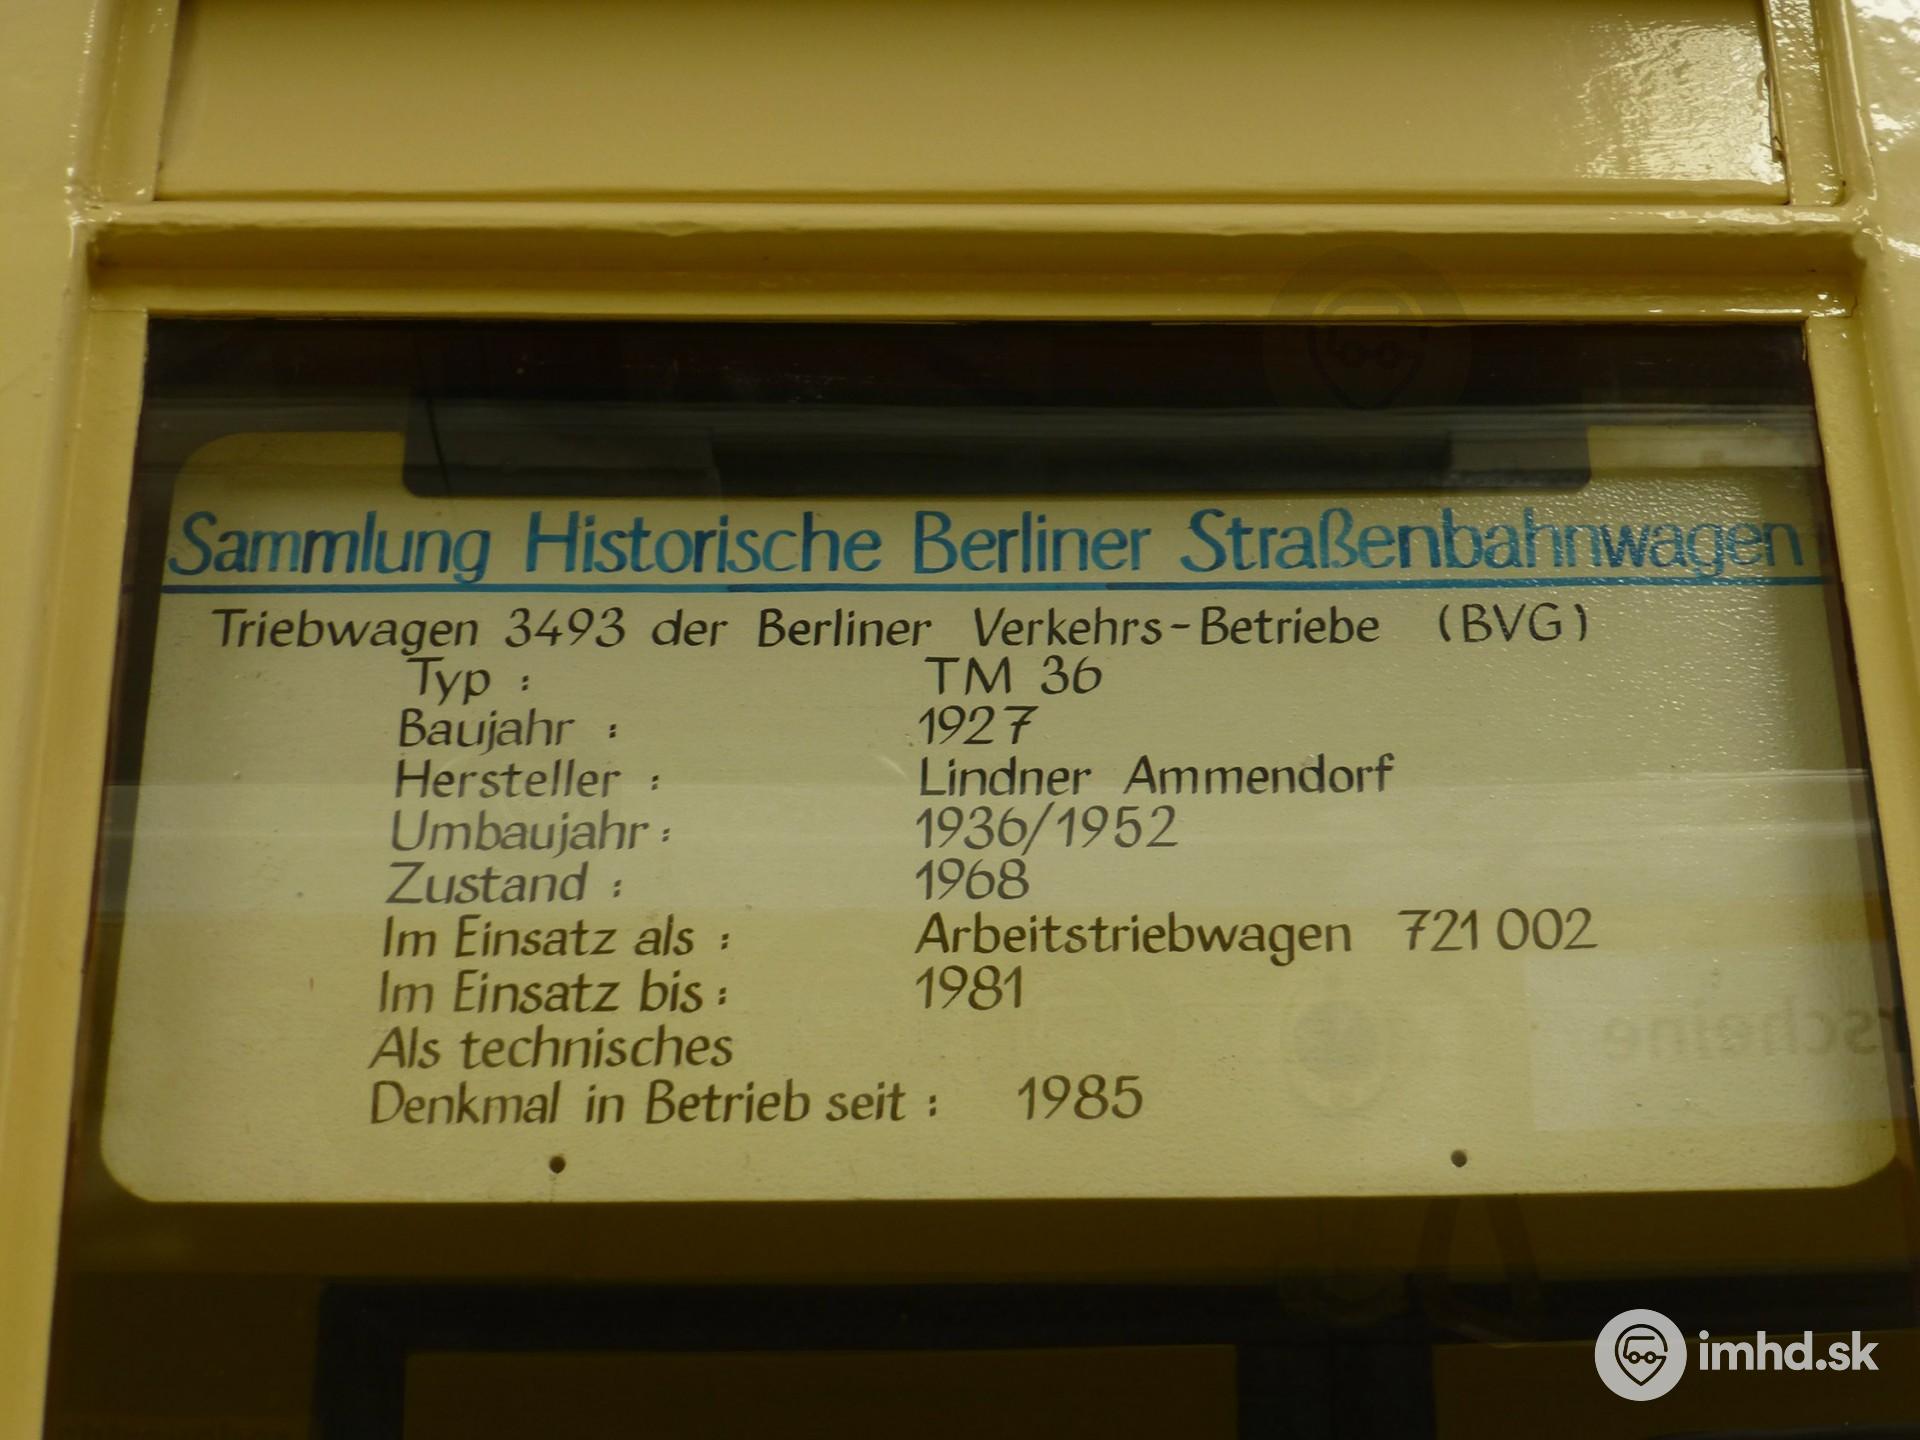 Sammlung Historische Berliner Straßenbahnwagen
Triebwagen 3493 der Berliner Verkehrs-Betriebe (BVG)
Typ : TM 36
Baujahr : 1927
Hersteller : Lindner Ammendorf
Umbaujahr : 1936/1952
Zustand : 1968
Im Einsatz als : Arbeitstriebwagen 721 002
Im Einsatz bis : 1981
Als technisches
Denkmal in Betrieb seit : 1985
imhd.sk